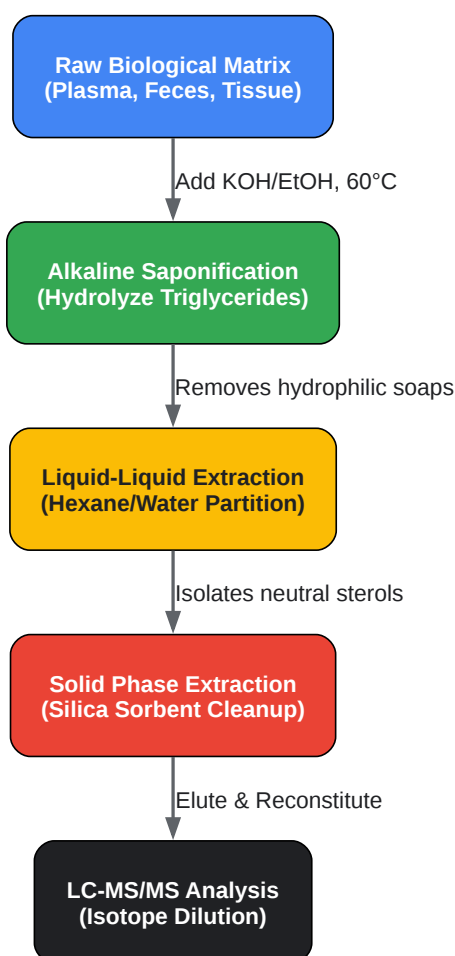 Raw Biological Matrix
(Plasma, Feces, Tissue)
Add KOH/EtOH, 60°C
Alkaline Saponification
(Hydrolyze Triglycerides)
Removes hydrophilic soaps
Liquid-Liquid Extraction
(Hexane/Water Partition)
Isolates neutral sterols
Solid Phase Extraction
(Silica Sorbent Cleanup)
Elute & Reconstitute
LC-MS/MS Analysis
(Isotope Dilution)